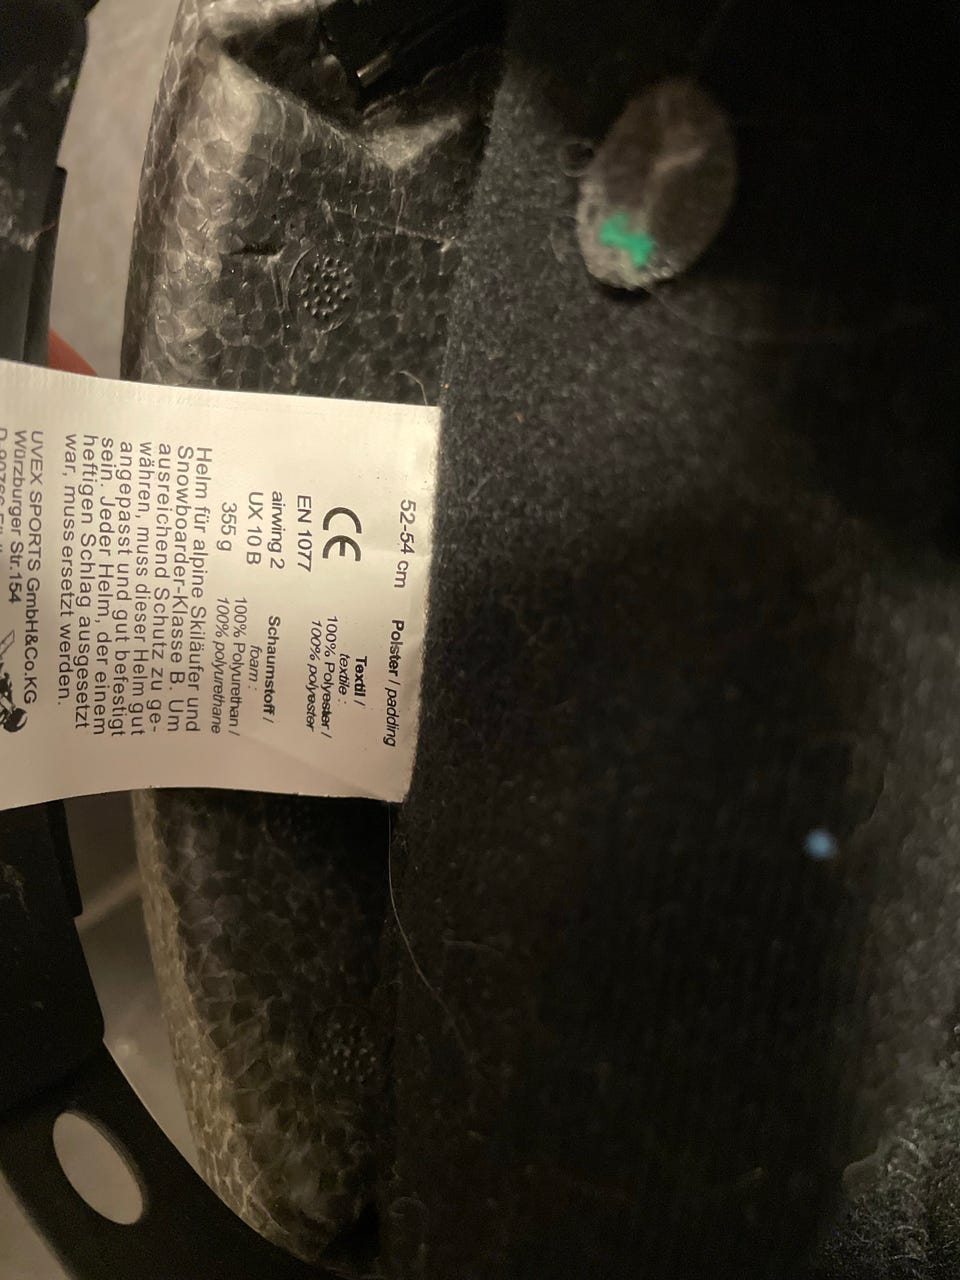 52-54 cm
CE
EN 1077
airwing 2
UX 10 B
355 g
Polster / padding
Textil /
textile :
100% Polyester /
100% polyester
Schaumstoff /
foam :
100% Polyurethan /
100% polyurethane
Helm für alpine Skiläufer und
Snowboarder-Klasse B. Um
ausreichend Schutz zu ge-
währen, muss dieser Helm gut
angepasst und gut befestigt
sein. Jeder Helm, der einem
heftigen Schlag ausgesetzt
war, muss ersetzt werden.
UVEX SPORTS GmbH&Co.KG
Würzburger Str.154